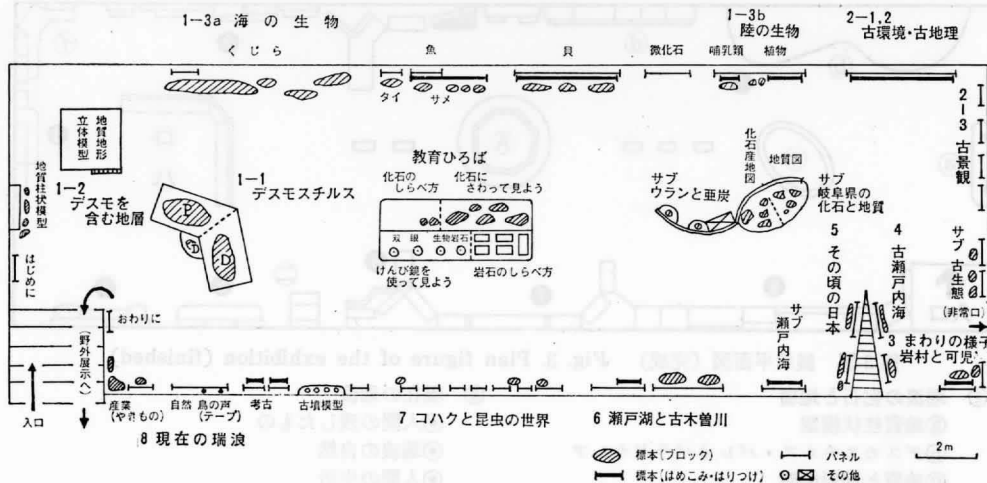 1-3a 海の生物
1-3b
陸の生物
2-1,2
古環境・古地理
くじら
魚
貝
微化石
哺乳類
植物
タイ
サメ
地質地形
立体模型
地質柱状模型
1-2
デスモを
含む地層
1-1
デスモスチルス
P
D
D
はじめに
教育ひろば
化石の
しらべ方
化石に
さわって見よう
双眼
生物
岩石
けんび鏡を
使って見よう
岩石のしらべ方
サブ
ウランと亜炭
化石産地図
地質図
サブ
岐阜県の
化石と地質
2-3 古景観
サブ 古生態
(非常口)
5 その頃の日本
4 古瀬戸内海
3 まわりの様子
岩村と可児
サブ
瀬戸内海
おわりに
(野外展示へ)
入口
産業
(やきもの)
自然
鳥の声
(テープ)
考古
古墳模型
8 現在の瑞浪
7 コハクと昆虫の世界
6 瀬戸湖と古木曽川
2m
標本(ブロック)
パネル
標本(はめこみ・はりつけ)
その他
Fig. 3 Plan figure of the exhibition (finished)